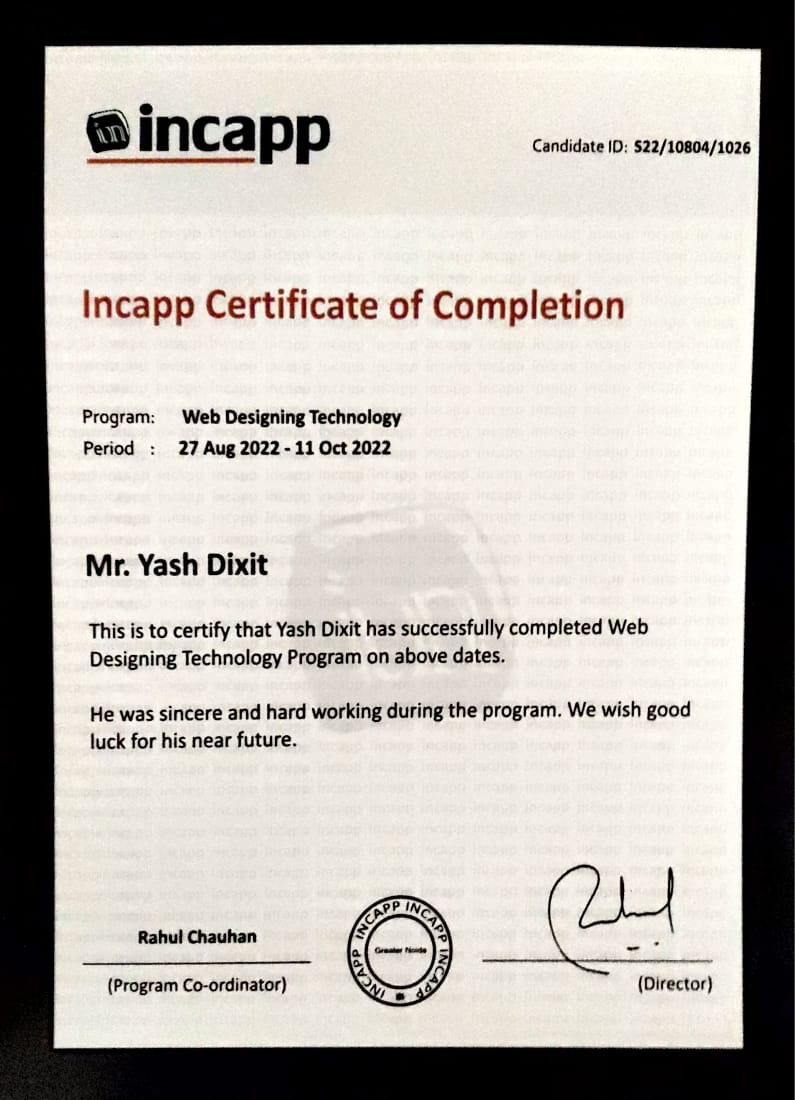 incapp
Candidate ID: S22/10804/1026
Incapp Certificate of Completion
Program: Web Designing Technology
Period : 27 Aug 2022 - 11 Oct 2022
Mr. Yash Dixit
This is to certify that Yash Dixit has successfully completed Web
Designing Technology Program on above dates.
He was sincere and hard working during the program. We wish good
luck for his near future.
Rahul Chauhan
(Program Co-ordinator)
INCAPP INCAPP INCAPP INCAPP
Greater Noida
(Director)